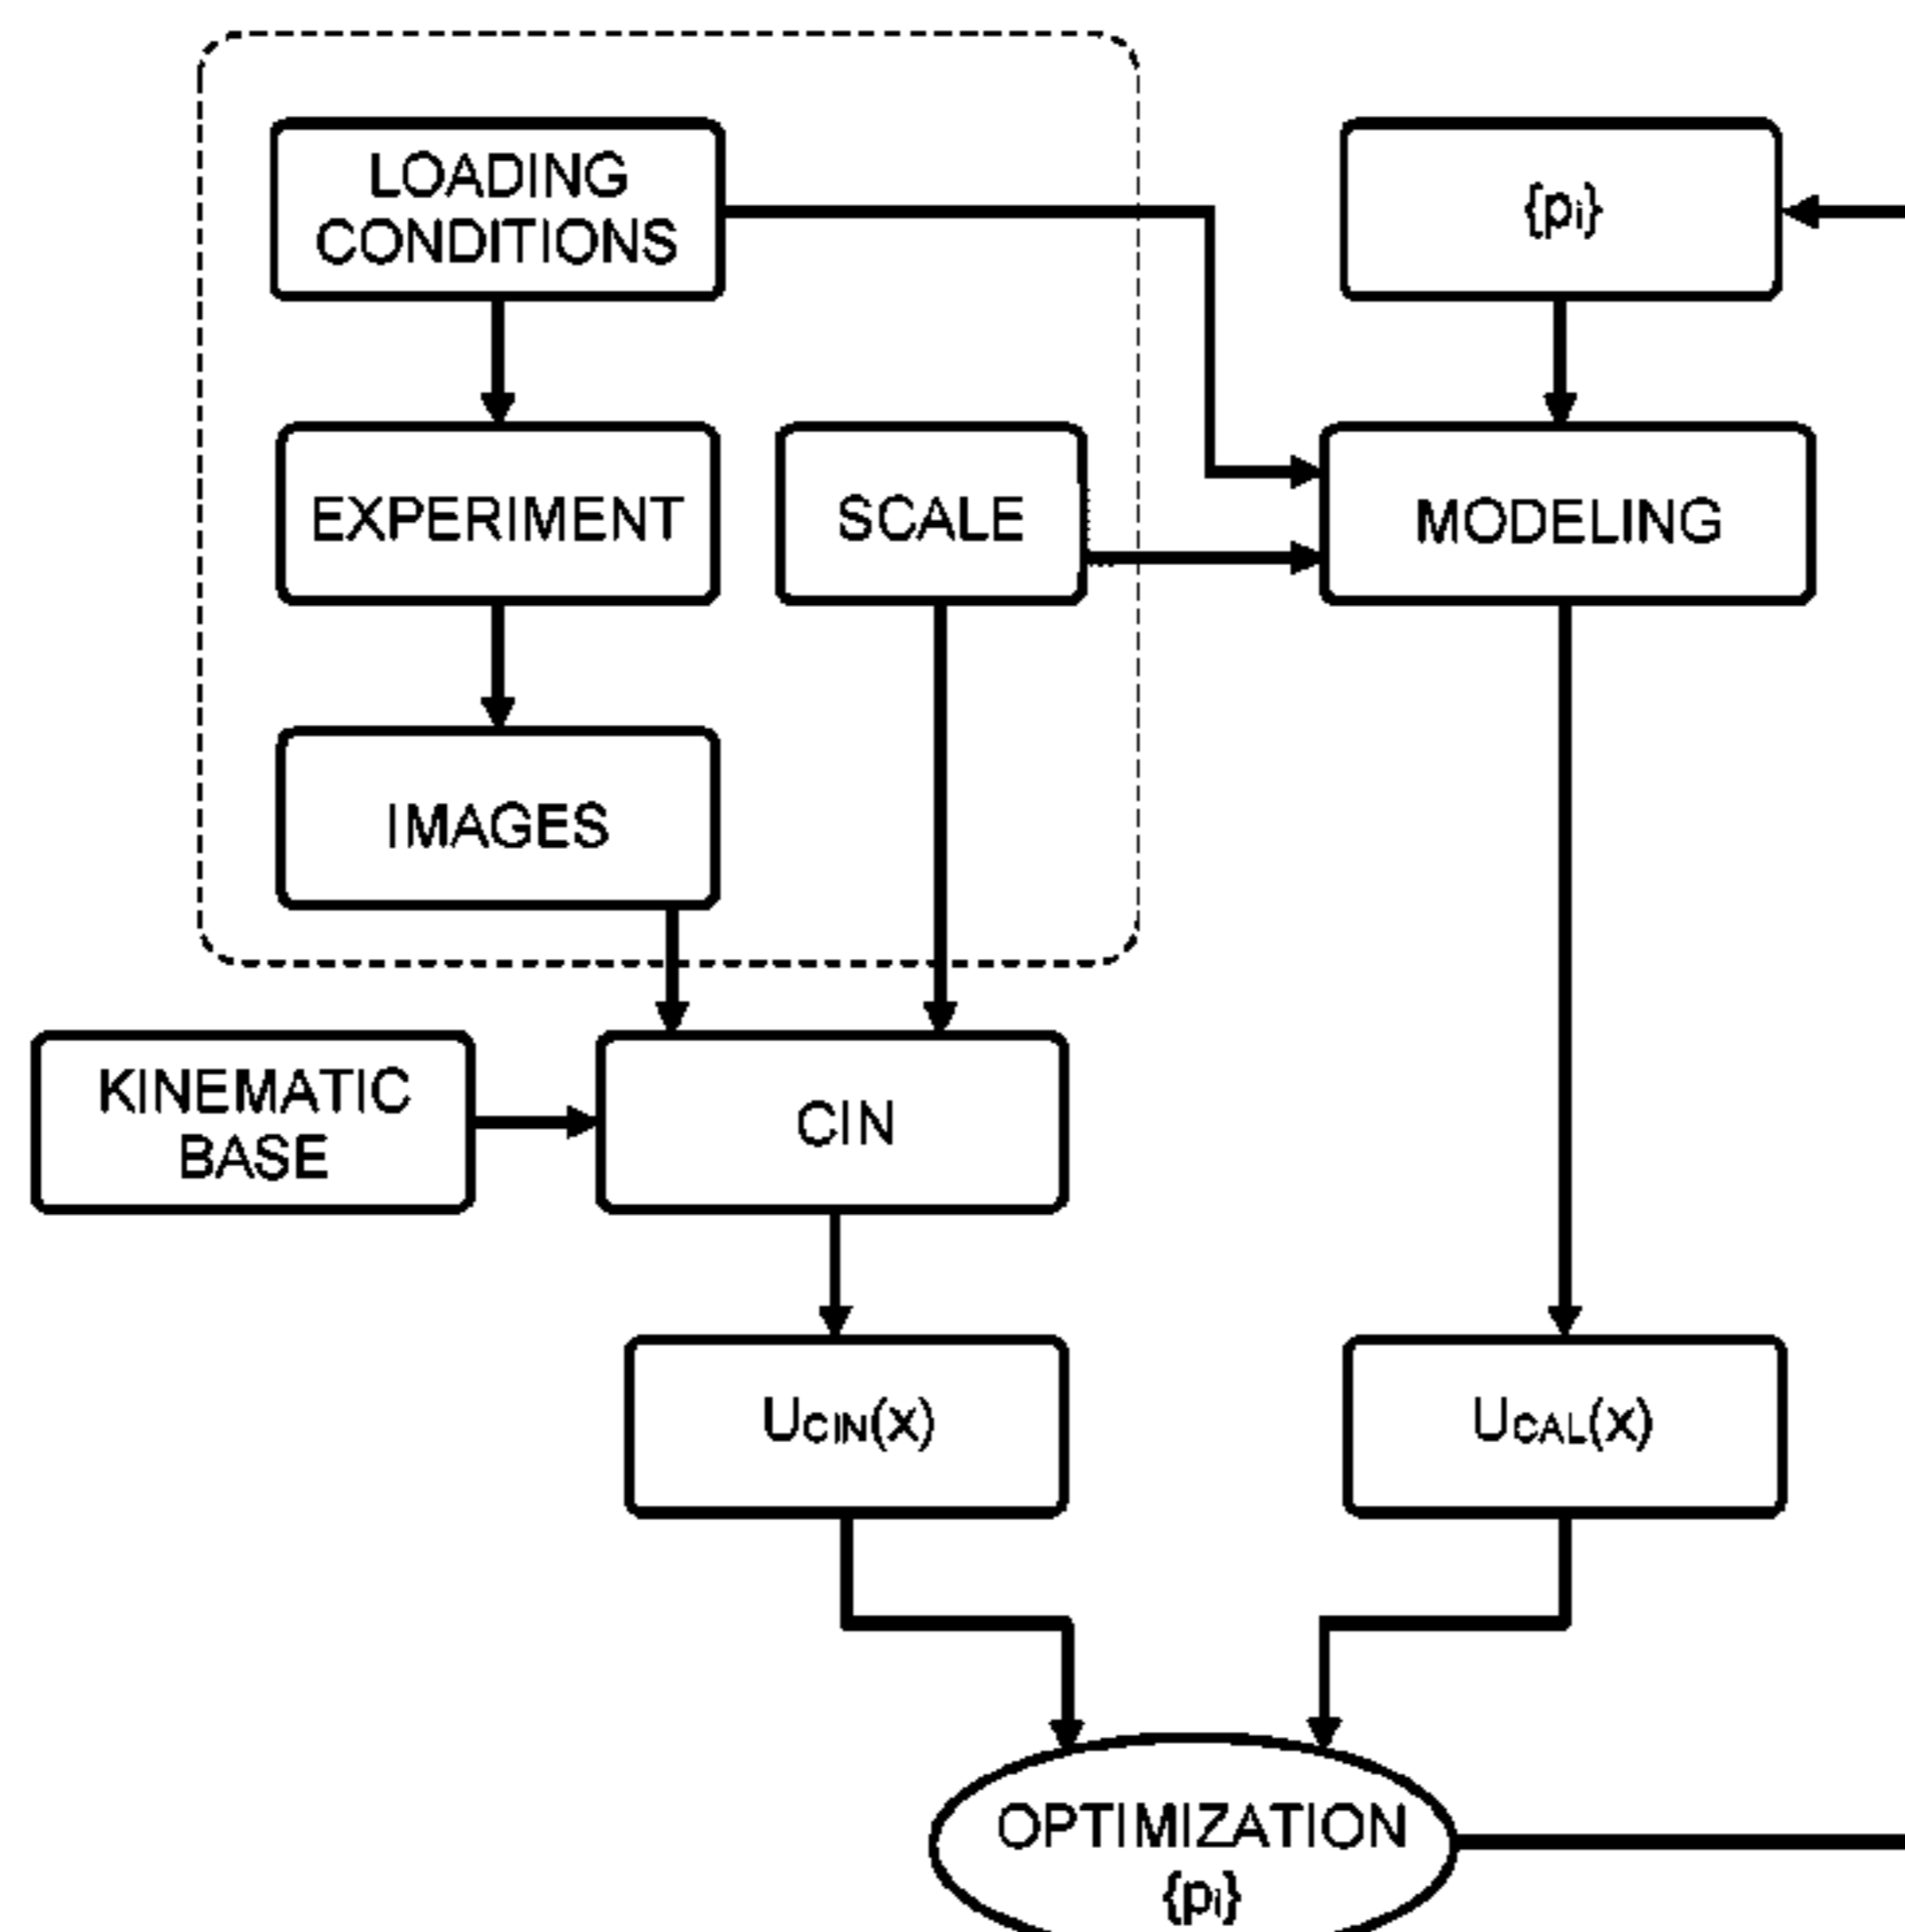 LOADING
CONDITIONS
{pi}
EXPERIMENT
SCALE
MODELING
IMAGES
KINEMATIC
BASE
CIN
UCIN(x)
UCAL(x)
OPTIMIZATION
{pi}